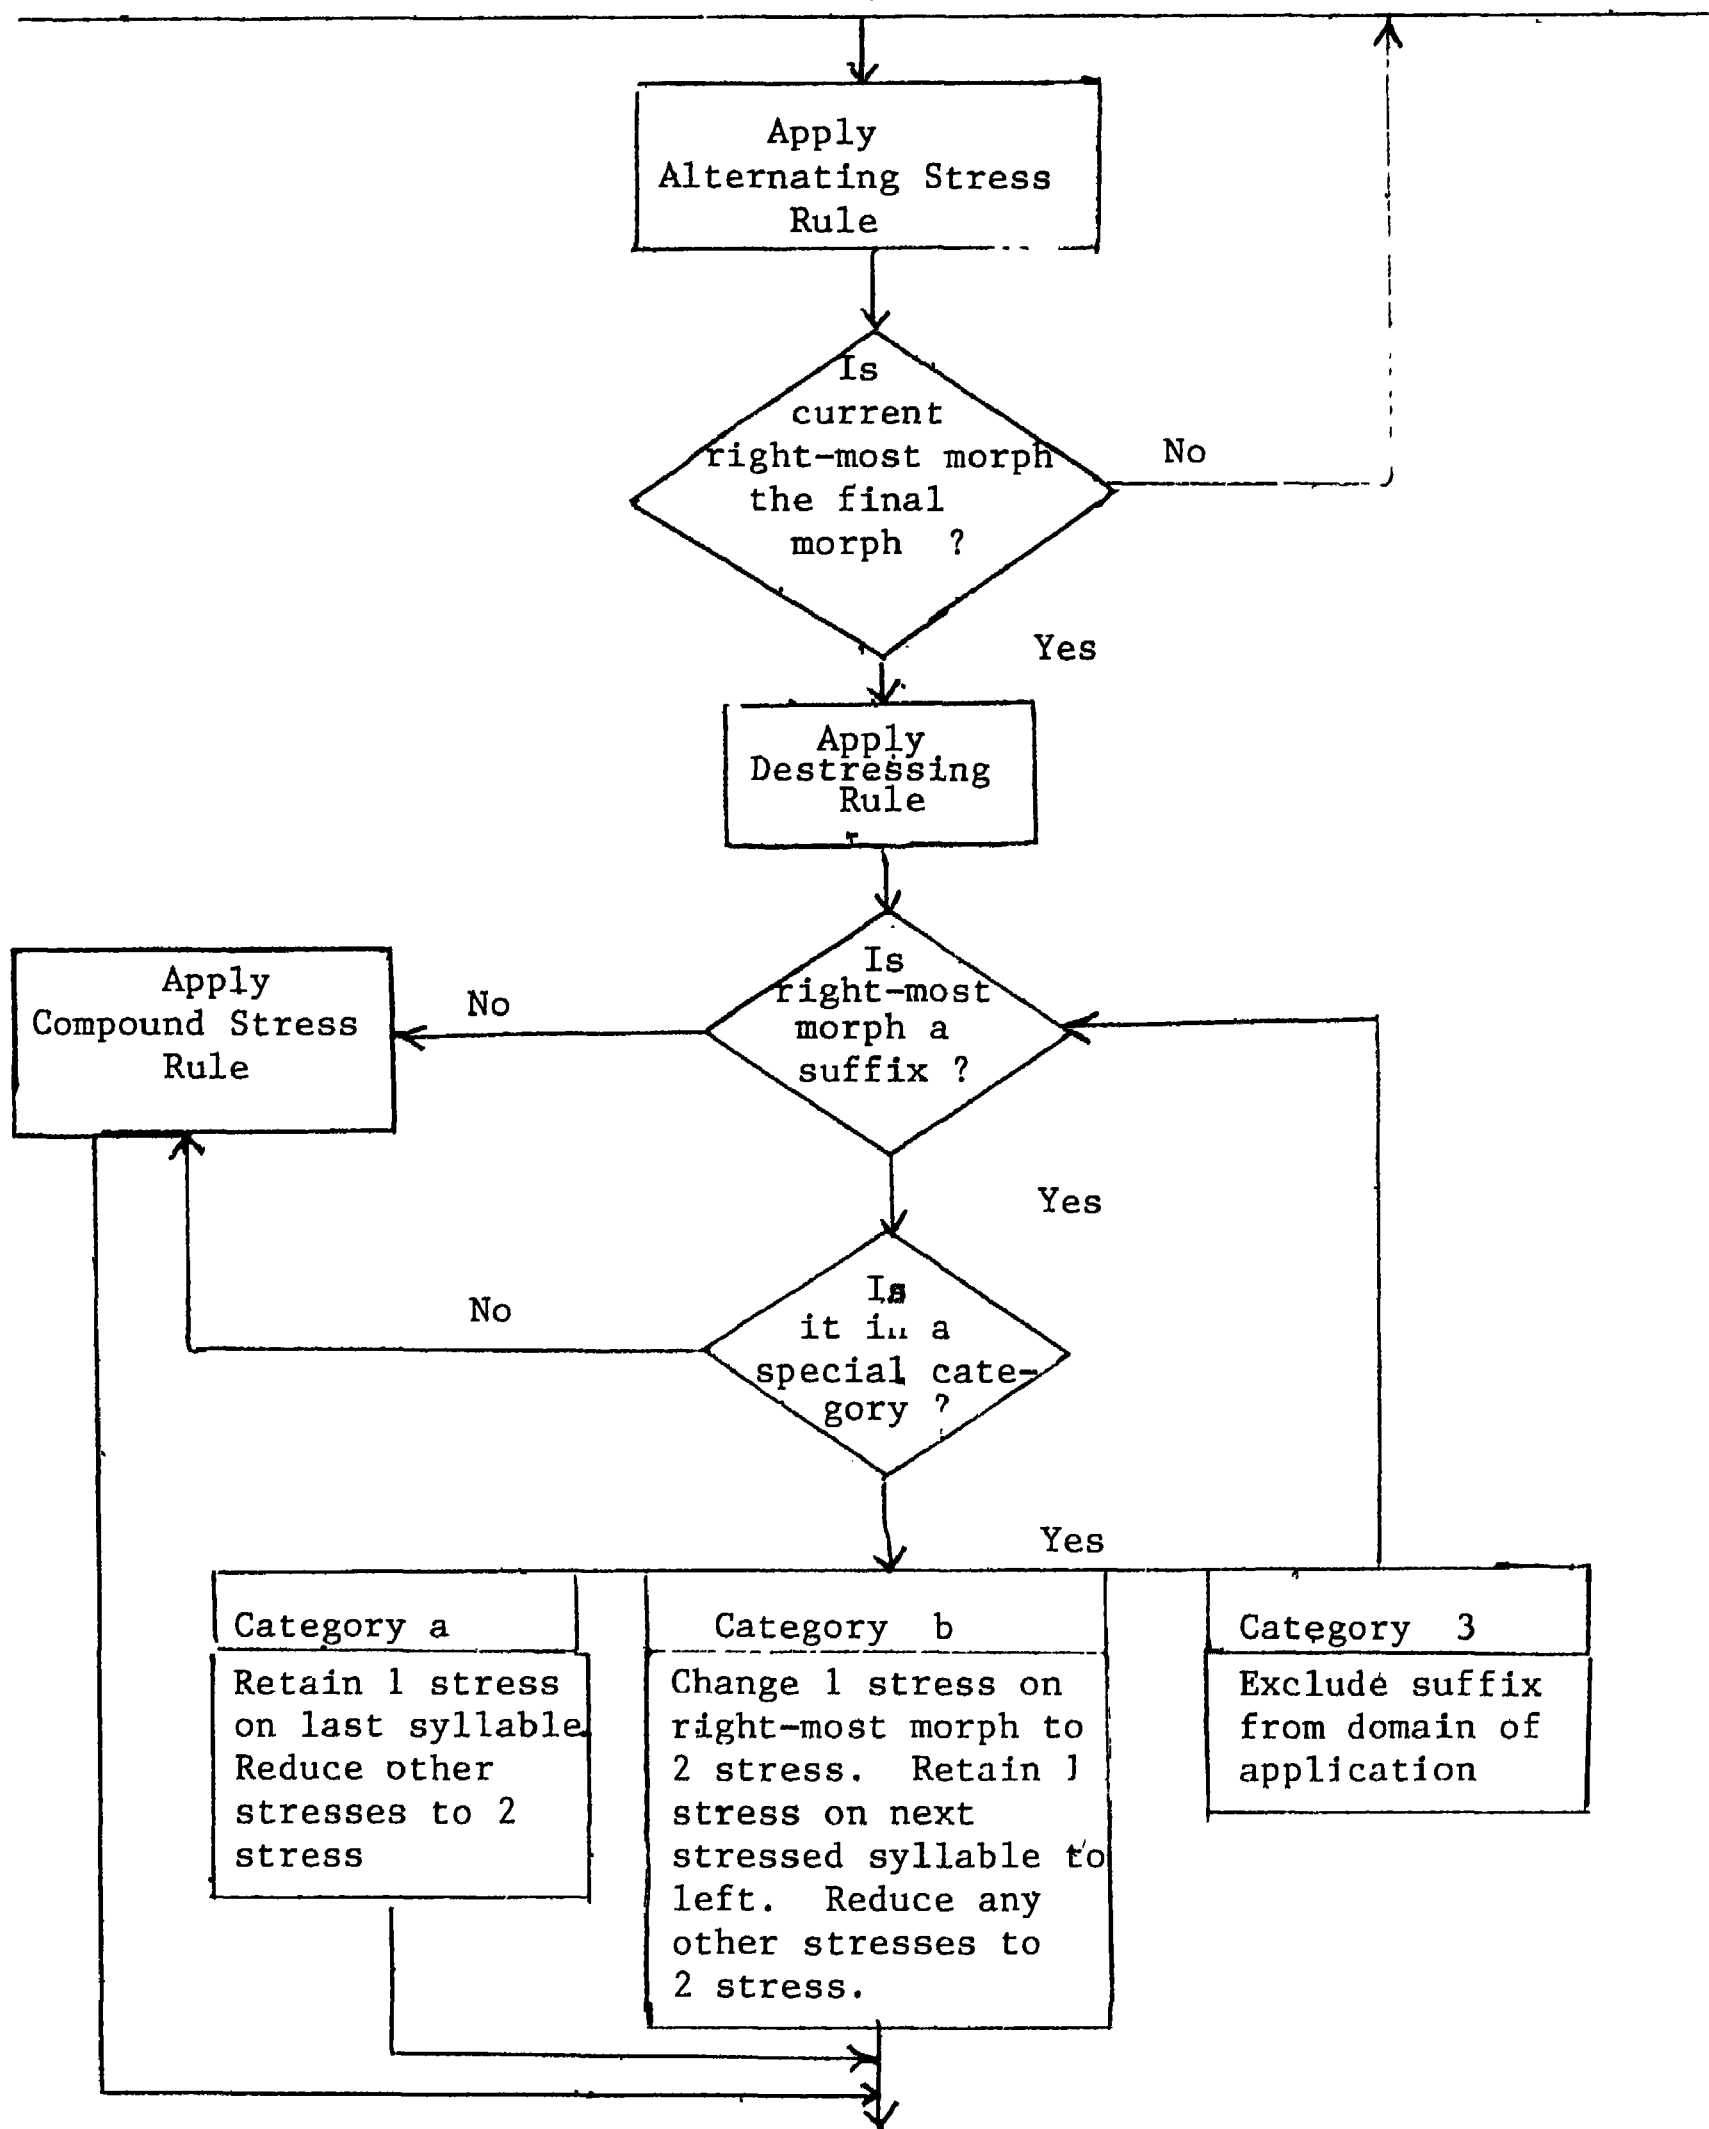 Apply
Alternating Stress
Rule
Is
current
right-most morph
the final
morph ?
No
Yes
Apply
Destressing
Rule
Is
right-most
morph a
suffix ?
No
Apply
Compound Stress
Rule
Yes
Is
it in a
special cate-
gory ?
No
Yes
Category a
Retain 1 stress
on last syllable.
Reduce other
stresses to 2
stress
Category b
Change 1 stress on
right-most morph to
2 stress. Retain 1
stress on next
stressed syllable to
left. Reduce any
other stresses to
2 stress.
Category 3
Exclude suffix
from domain of
application